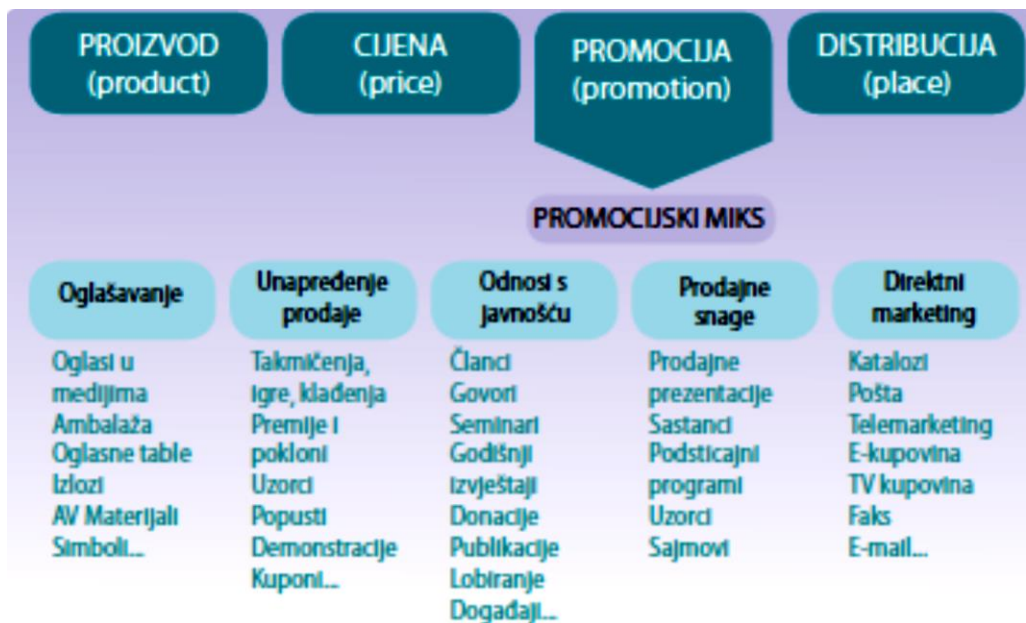 PROIZVOD
(product)
CIJENA
(price)
PROMOCIJA
(promotion)
DISTRIBUCIJA
(place)
PROMOCIJSKI MIKS
Oglašavanje
Oglasi u
medijima
Ambalaža
Oglasne table
Izlozi
AV Materijali
Simboli...
Unapređenje
prodaje
Takmičenja,
igre, klađenja
Premije i
pokloni
Uzorci
Popusti
Demonstracije
Kuponi...
Odnosi s
javnošću
Članci
Govori
Seminari
Godišnji
izvještaji
Donacije
Publikacije
Lobiranje
Događaji...
Prodajne
snage
Prodajne
prezentacije
Sastanci
Podsticajni
programi
Uzorci
Sajmovi
Direktni
marketing
Katalozi
Pošta
Telemarketing
E-kupovina
TV kupovina
Faks
E-mail...